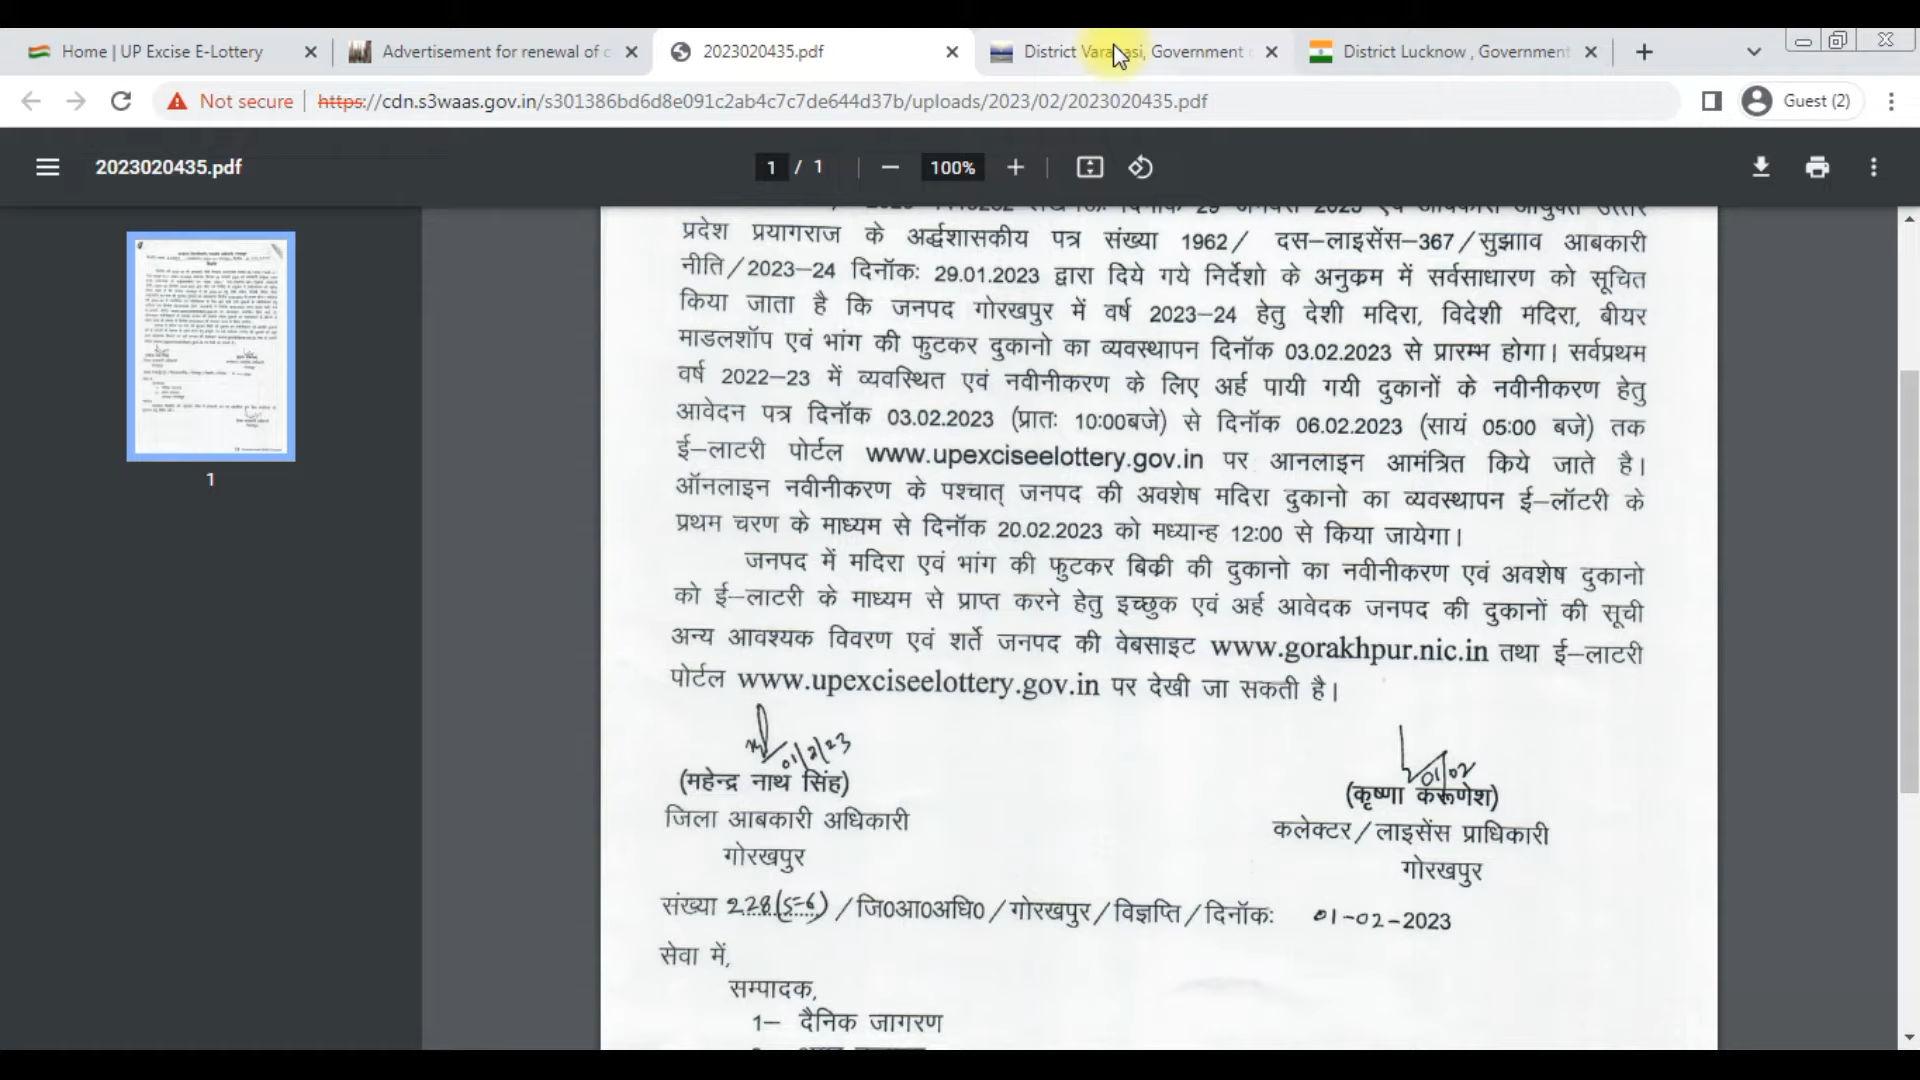 Home | UP Excise E-Lottery
Advertisement for renewal of c
2023020435.pdf
District Varanasi, Government
District Lucknow , Government
Not secure
https://cdn.s3waas.gov.in/s301386bd6d8e091c2ab4c7c7de644d37b/uploads/2023/02/2023020435.pdf
Guest (2)
2023020435.pdf
1 / 1
100%
1
प्रदेश प्रयागराज के अर्द्धशासकीय पत्र संख्या 1962/ दस–लाइसेंस–367/सुझााव आबकारी
नीति/2023–24 दिनॉकः 29.01.2023 द्वारा दिये गये निर्देशो के अनुक्रम में सर्वसाधारण को सूचित
किया जाता है कि जनपद गोरखपुर में वर्ष 2023–24 हेतु देशी मदिरा, विदेशी मदिरा, बीयर
माडलशॉप एवं भांग की फुटकर दुकानो का व्यवस्थापन दिनॉक 03.02.2023 से प्रारम्भ होगा। सर्वप्रथम
वर्ष 2022–23 में व्यवस्थित एवं नवीनीकरण के लिए अर्ह पायी गयी दुकानों के नवीनीकरण हेतु
आवेदन पत्र दिनॉक 03.02.2023 (प्रातः 10:00बजे) से दिनॉक 06.02.2023 (सायं 05:00 बजे) तक
ई–लाटरी पोर्टल www.upexciseelottery.gov.in पर आनलाइन आमंत्रित किये जाते है।
ऑनलाइन नवीनीकरण के पश्चात् जनपद की अवशेष मदिरा दुकानो का व्यवस्थापन ई–लॉटरी के
प्रथम चरण के माध्यम से दिनॉक 20.02.2023 को मध्यान्ह 12:00 से किया जायेगा।
जनपद में मदिरा एवं भांग की फुटकर बिक्री की दुकानो का नवीनीकरण एवं अवशेष दुकानो
को ई–लाटरी के माध्यम से प्राप्त करने हेतु इच्छुक एवं अर्ह आवेदक जनपद की दुकानों की सूची
अन्य आवश्यक विवरण एवं शर्ते जनपद की वेबसाइट www.gorakhpur.nic.in तथा ई–लाटरी
पोर्टल www.upexciseelottery.gov.in पर देखी जा सकती है।
01/2/23
01/02
(महेन्द्र नाथ सिंह)
(कृष्णा करूणेश)
जिला आबकारी अधिकारी
कलेक्टर/लाइसेंस प्राधिकारी
गोरखपुर
गोरखपुर
संख्या 228 /जि0आ0अधि0/गोरखपुर/विज्ञप्ति/दिनॉकः 01-02-2023
सेवा में,
सम्पादक,
1– दैनिक जागरण